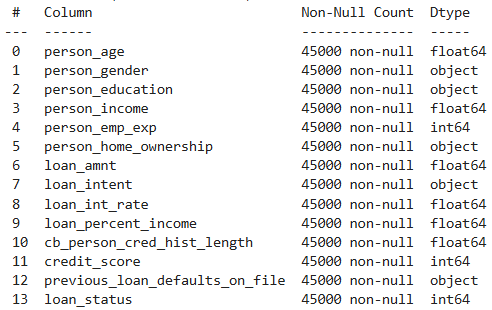 #   Column                          Non-Null Count  Dtype
---  ------                          --------------  -----
 0   person_age                      45000 non-null  float64
 1   person_gender                   45000 non-null  object
 2   person_education                45000 non-null  object
 3   person_income                   45000 non-null  float64
 4   person_emp_exp                  45000 non-null  int64
 5   person_home_ownership           45000 non-null  object
 6   loan_amnt                       45000 non-null  float64
 7   loan_intent                     45000 non-null  object
 8   loan_int_rate                   45000 non-null  float64
 9   loan_percent_income             45000 non-null  float64
 10  cb_person_cred_hist_length      45000 non-null  float64
 11  credit_score                    45000 non-null  int64
 12  previous_loan_defaults_on_file  45000 non-null  object
 13  loan_status                     45000 non-null  int64